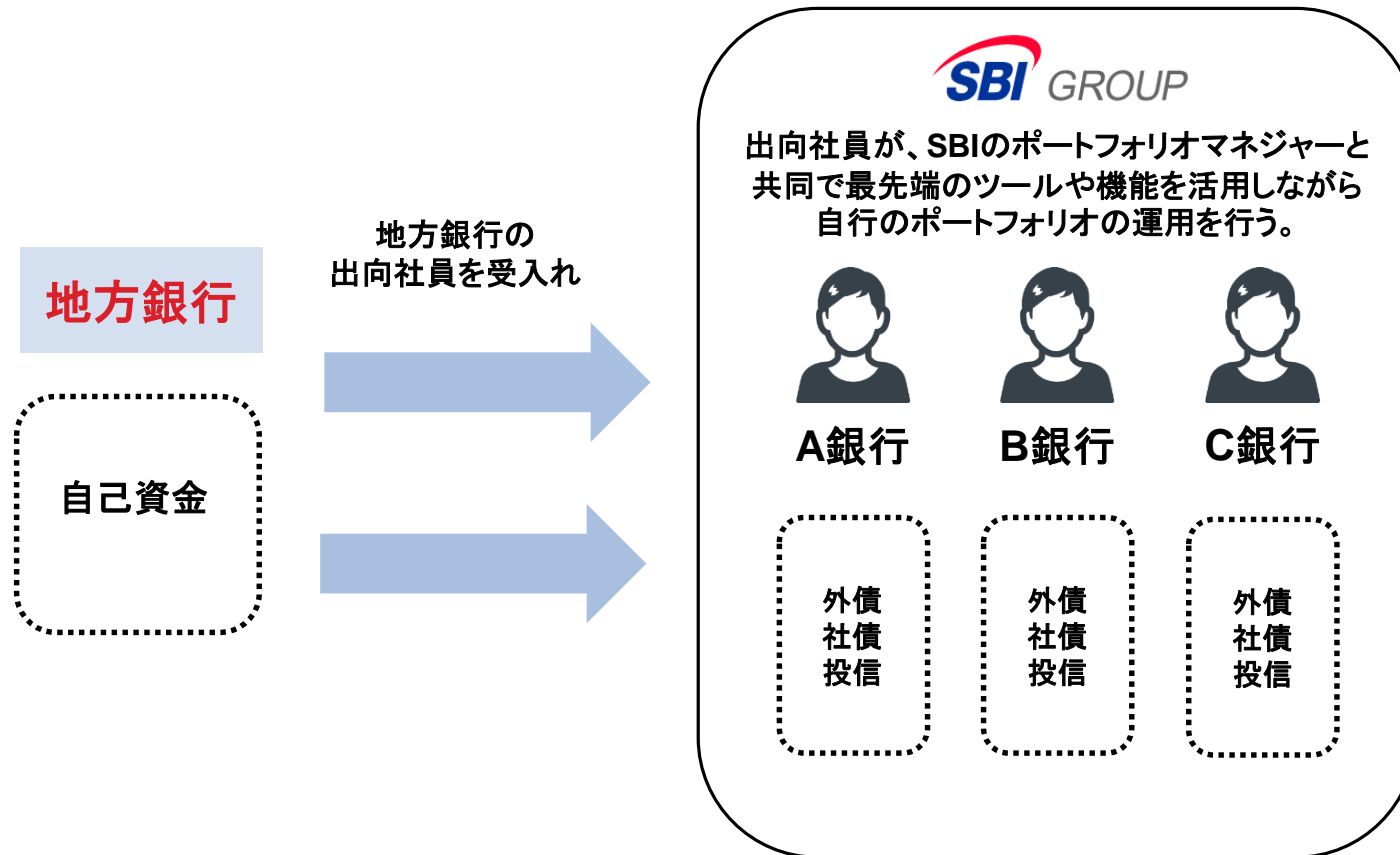 SBI GROUP
出向社員が、SBIのポートフォリオマネジャーと
共同で最先端のツールや機能を活用しながら
自行のポートフォリオの運用を行う。
地方銀行の
出向社員を受入れ
地方銀行
自己資金
A銀行
B銀行
C銀行
外債
社債
投信
外債
社債
投信
外債
社債
投信